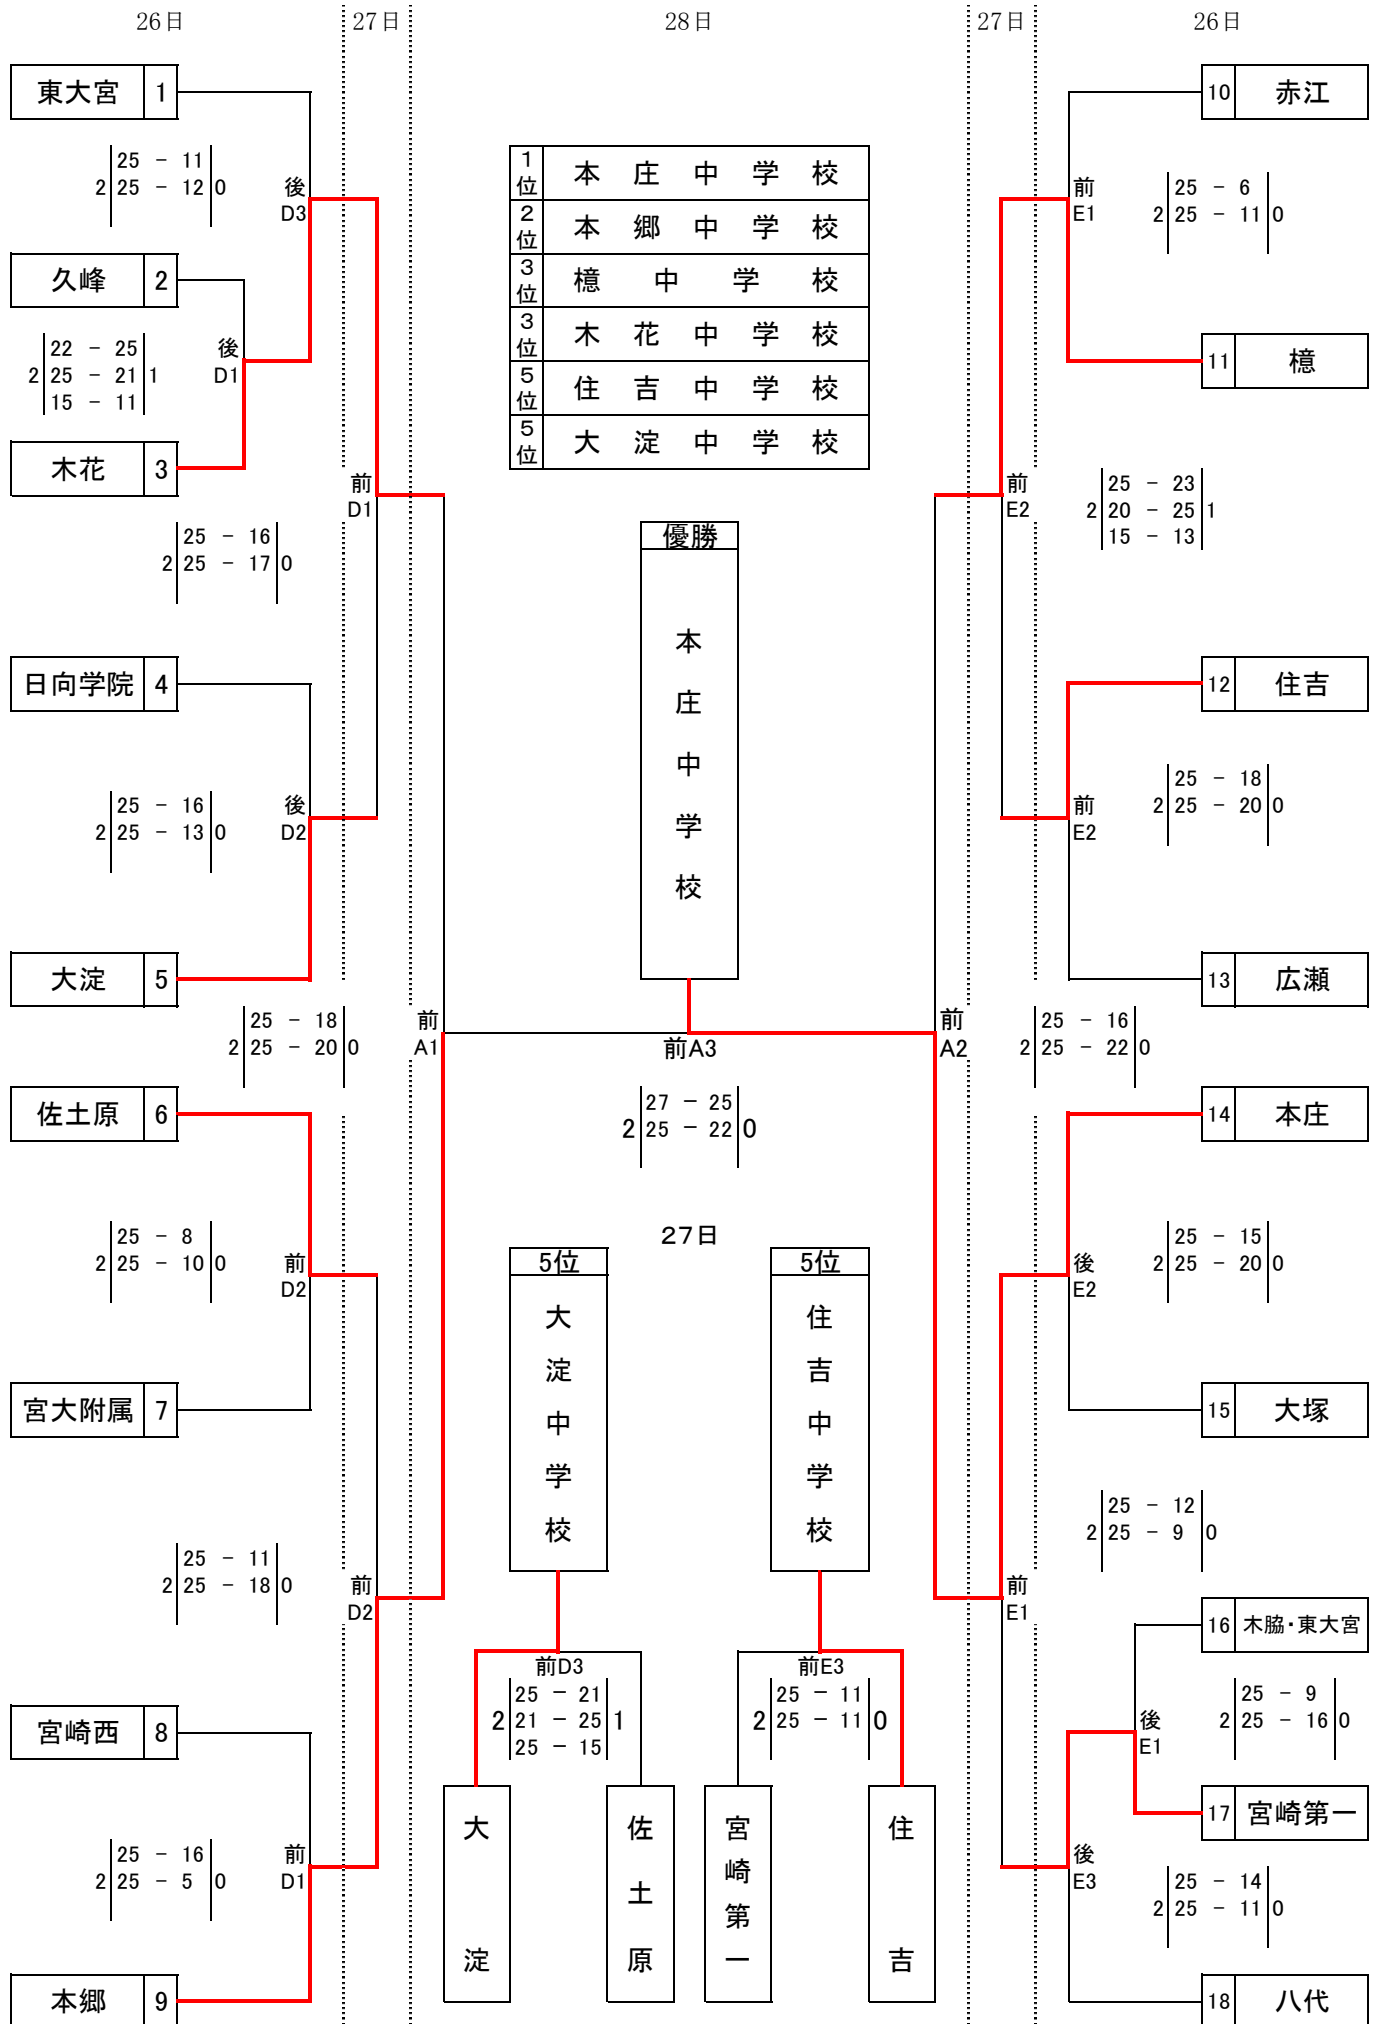 26日 27日 28日 27日 26日
東大宮 1
25 - 11
2 25 - 12 0
後
D3
久峰 2
22 - 25
2 25 - 21 1
15 - 11
後
D1
木花 3
前
D1
25 - 16
2 25 - 17 0
日向学院 4
25 - 16
2 25 - 13 0
後
D2
大淀 5
25 - 18
2 25 - 20 0
前
A1
佐土原 6
25 - 8
2 25 - 10 0
前
D2
宮大附属 7
25 - 11
2 25 - 18 0
前
D2
宮崎西 8
25 - 16
2 25 - 5 0
前
D1
本郷 9
1位 本庄中学校
2位 本郷中学校
3位 檍中学校
3位 木花中学校
5位 住吉中学校
5位 大淀中学校
優勝
本庄中学校
前A3
27 - 25
2 25 - 22 0
27日
5位
大淀中学校
前D3
25 - 21
2 21 - 25 1
25 - 15
大淀
佐土原
5位
住吉中学校
前E3
25 - 11
2 25 - 11 0
宮崎第一
住吉
10 赤江
前
E1
25 - 6
2 25 - 11 0
11 檍
前
E2
25 - 23
2 20 - 25 1
15 - 13
12 住吉
前
E2
25 - 18
2 25 - 20 0
13 広瀬
前
A2
25 - 16
2 25 - 22 0
14 本庄
後
E2
25 - 15
2 25 - 20 0
15 大塚
25 - 12
2 25 - 9 0
前
E1
16 木脇・東大宮
25 - 9
2 25 - 16 0
後
E1
17 宮崎第一
後
E3
25 - 14
2 25 - 11 0
18 八代